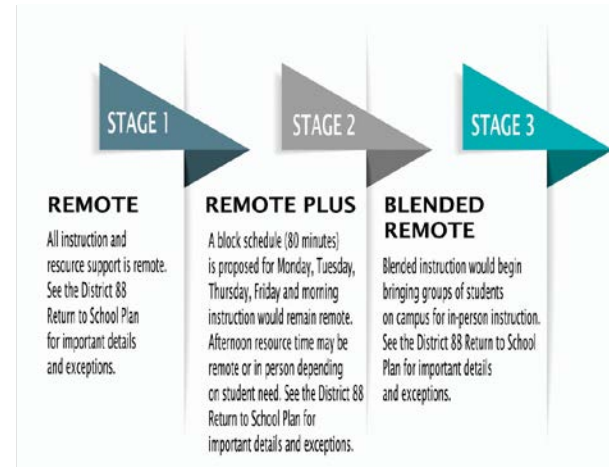 STAGE 1
REMOTE
All instruction and
resource support is remote.
See the District 88
Return to School Plan
for important details
and exceptions.
STAGE 2
REMOTE PLUS
A block schedule (80 minutes)
is proposed for Monday, Tuesday,
Thursday, Friday and morning
instruction would remain remote.
Afternoon resource time may be
remote or in person depending
on student need. See the District 88
Return to School Plan for
important details and exceptions.
STAGE 3
BLENDED
REMOTE
Blended instruction would begin
bringing groups of students
on campus for in-person instruction.
See the District 88 Return to School
Plan for important details
and exceptions.